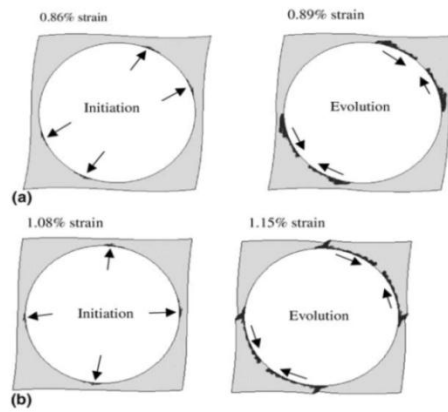 0.86% strain
0.89% strain
Initiation
Evolution
(a)
1.08% strain
1.15% strain
Initiation
Evolution
(b)